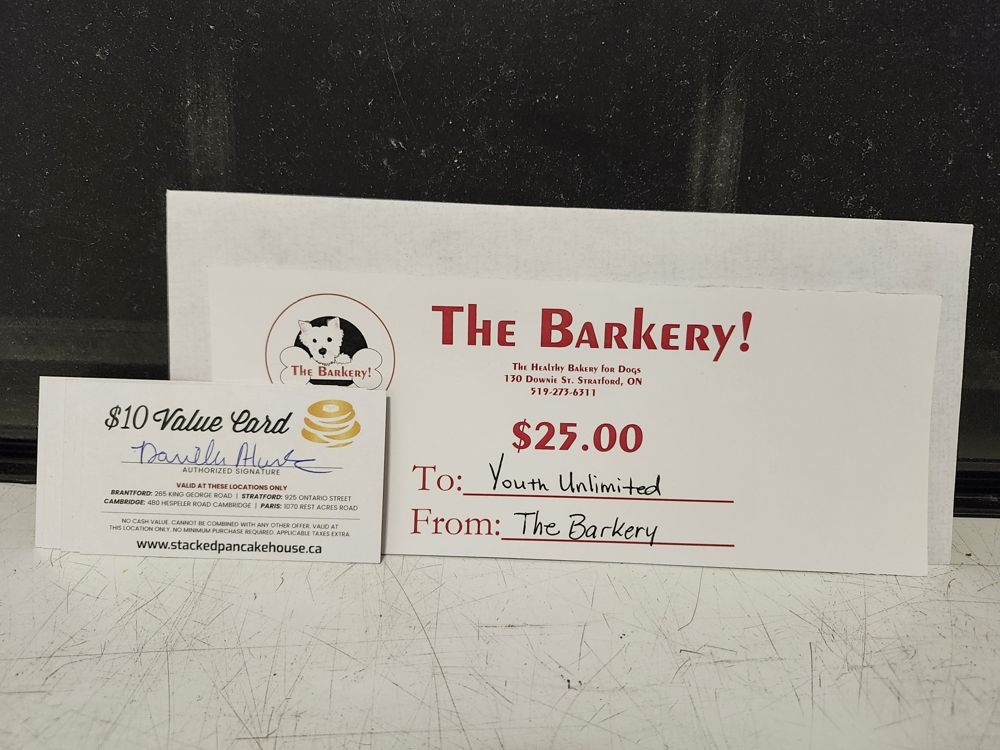 The Barkery!
The Barkery!
The Healthy Bakery for Dogs
130 Downie St. Stratford, ON
519-273-6311
$25.00
To: Youth Unlimited
From: The Barkery
$10 Value Card
AUTHORIZED SIGNATURE
VALID AT THESE LOCATIONS ONLY
BRANTFORD: 265 KING GEORGE ROAD | STRATFORD: 925 ONTARIO STREET
CAMBRIDGE: 480 HESPELER ROAD CAMBRIDGE | PARIS: 1070 REST ACRES ROAD
NO CASH VALUE. CANNOT BE COMBINED WITH ANY OTHER OFFER. VALID AT
THIS LOCATION ONLY. NO MINIMUM PURCHASE REQUIRED. APPLICABLE TAXES EXTRA.
www.stackedpancakehouse.ca